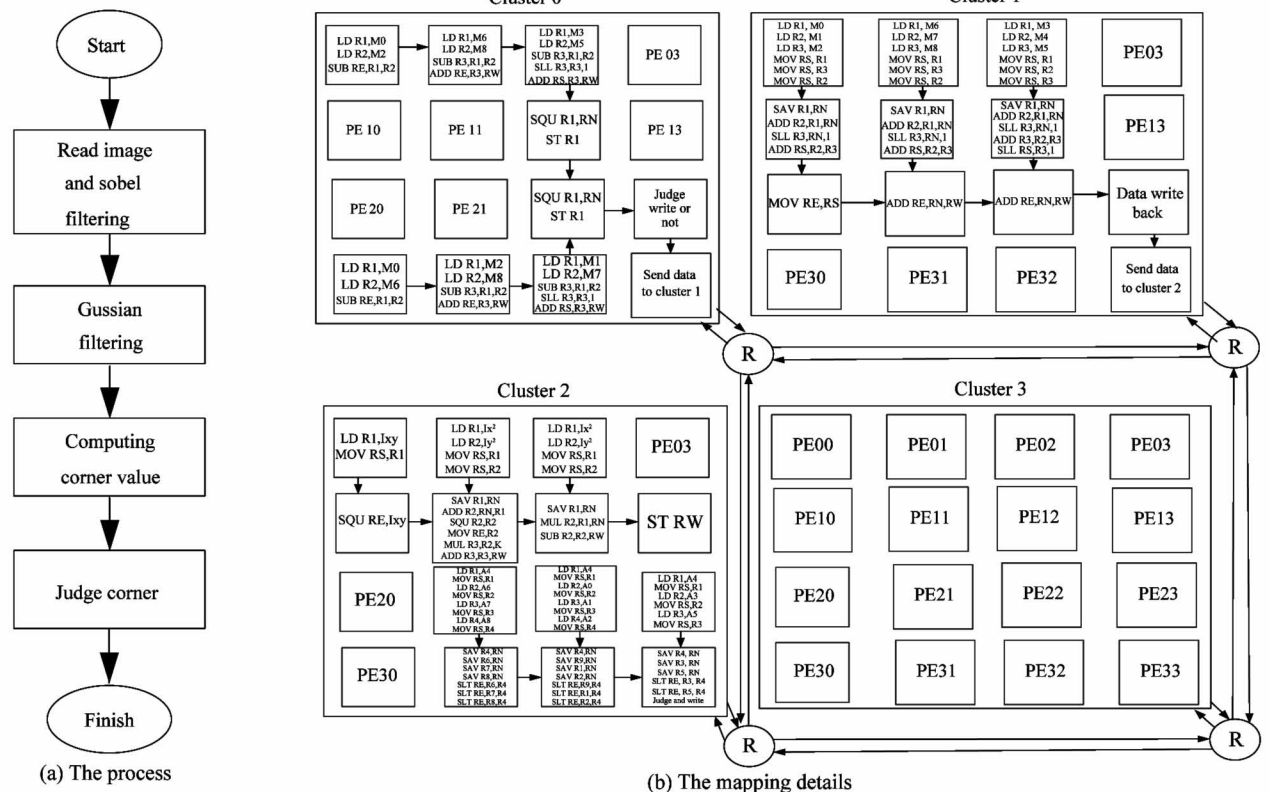 Start
Read image
and sobel
filtering
Gussian
filtering
Computing
corner value
Judge corner
Finish
(a) The process
LD R1,M0
LD R2,M2
SUB RE,R1,R2
LD R1,M6
LD R2,M8
SUB R3,R1,R2
ADD RE,R3,RW
LD R1,M3
LD R2,M5
SUB R3,R1,R2
SLL R3,R3,1
ADD RS,R3,RW
PE 03
PE 10
PE 11
SQU R1,RN
ST R1
PE 13
PE 20
PE 21
SQU R1,RN
ST R1
Judge
write or
not
LD R1,M0
LD R2,M6
SUB RE,R1,R2
LD R1,M2
LD R2,M8
SUB R3,R1,R2
ADD RE,R3,RW
LD R1,M1
LD R2,M7
SUB R3,R1,R2
SLL R3,R3,1
ADD RS,R3,RW
Send data
to cluster 1
LD R1, M0
LD R2, M1
LD R3, M2
MOV RS, R1
MOV RS, R3
MOV RS, R2
LD R1, M6
LD R2, M7
LD R3, M8
MOV RS, R1
MOV RS, R3
MOV RS, R2
LD R1, M3
LD R2, M4
LD R3, M5
MOV RS, R1
MOV RS, R2
MOV RS, R3
PE03
SAV R1,RN
ADD R2,R1,RN
SLL R3,RN,1
ADD RS,R2,R3
SAV R1,RN
ADD R2,R1,RN
SLL R3,RN,1
ADD RS,R2,R3
SAV R1,RN
ADD R2,R1,RN
SLL R3,RN,1
ADD R3,R2,R3
SLL RS,R3,1
PE13
MOV RE,RS
ADD RE,RN,RW
ADD RE,RN,RW
Data write
back
PE30
PE31
PE32
Send data
to cluster 2
R
R
Cluster 2
LD R1,Ixy
MOV RS,R1
LD R1,Ix²
LD R2,Iy²
MOV RS,R1
MOV RS,R2
LD R1,Ix²
LD R2,Iy²
MOV RS,R1
MOV RS,R2
PE03
SQU RE,Ixy
SAV R1,RN
ADD R2,RN,R1
SQU R2,R2
MOV RE,R2
MUL R3,R2,K
ADD R3,R3,RW
SAV R1,RN
MUL R2,R1,RN
SUB R2,R2,RW
ST RW
PE20
LD R1,A4
MOV RS,R1
LD R2,A6
MOV RS,R2
LD R3,A7
MOV RS,R3
LD R4,A8
MOV RS,R4
LD R1,A4
MOV RS,R1
LD R2,A0
MOV RS,R2
LD R3,A1
MOV RS,R3
LD R4,A2
MOV RS,R4
LD R1,A4
MOV RS,R1
LD R2,A3
MOV RS,R2
LD R3,A5
MOV RS,R3
PE30
SAV R4,RN
SAV R6,RN
SAV R7,RN
SAV R8,RN
SLT RE,R6,R4
SLT RE,R7,R4
SLT RE,R8,R4
SAV R4,RN
SAV R9,RN
SAV R1,RN
SAV R2,RN
SLT RE,R9,R4
SLT RE,R1,R4
SLT RE,R2,R4
SAV R4, RN
SAV R3, RN
SAV R5, RN
SLT RE, R3, R4
SLT RE, R5, R4
Judge and write
Cluster 3
PE00
PE01
PE02
PE03
PE10
PE11
PE12
PE13
PE20
PE21
PE22
PE23
PE30
PE31
PE32
PE33
R
R
(b) The mapping details